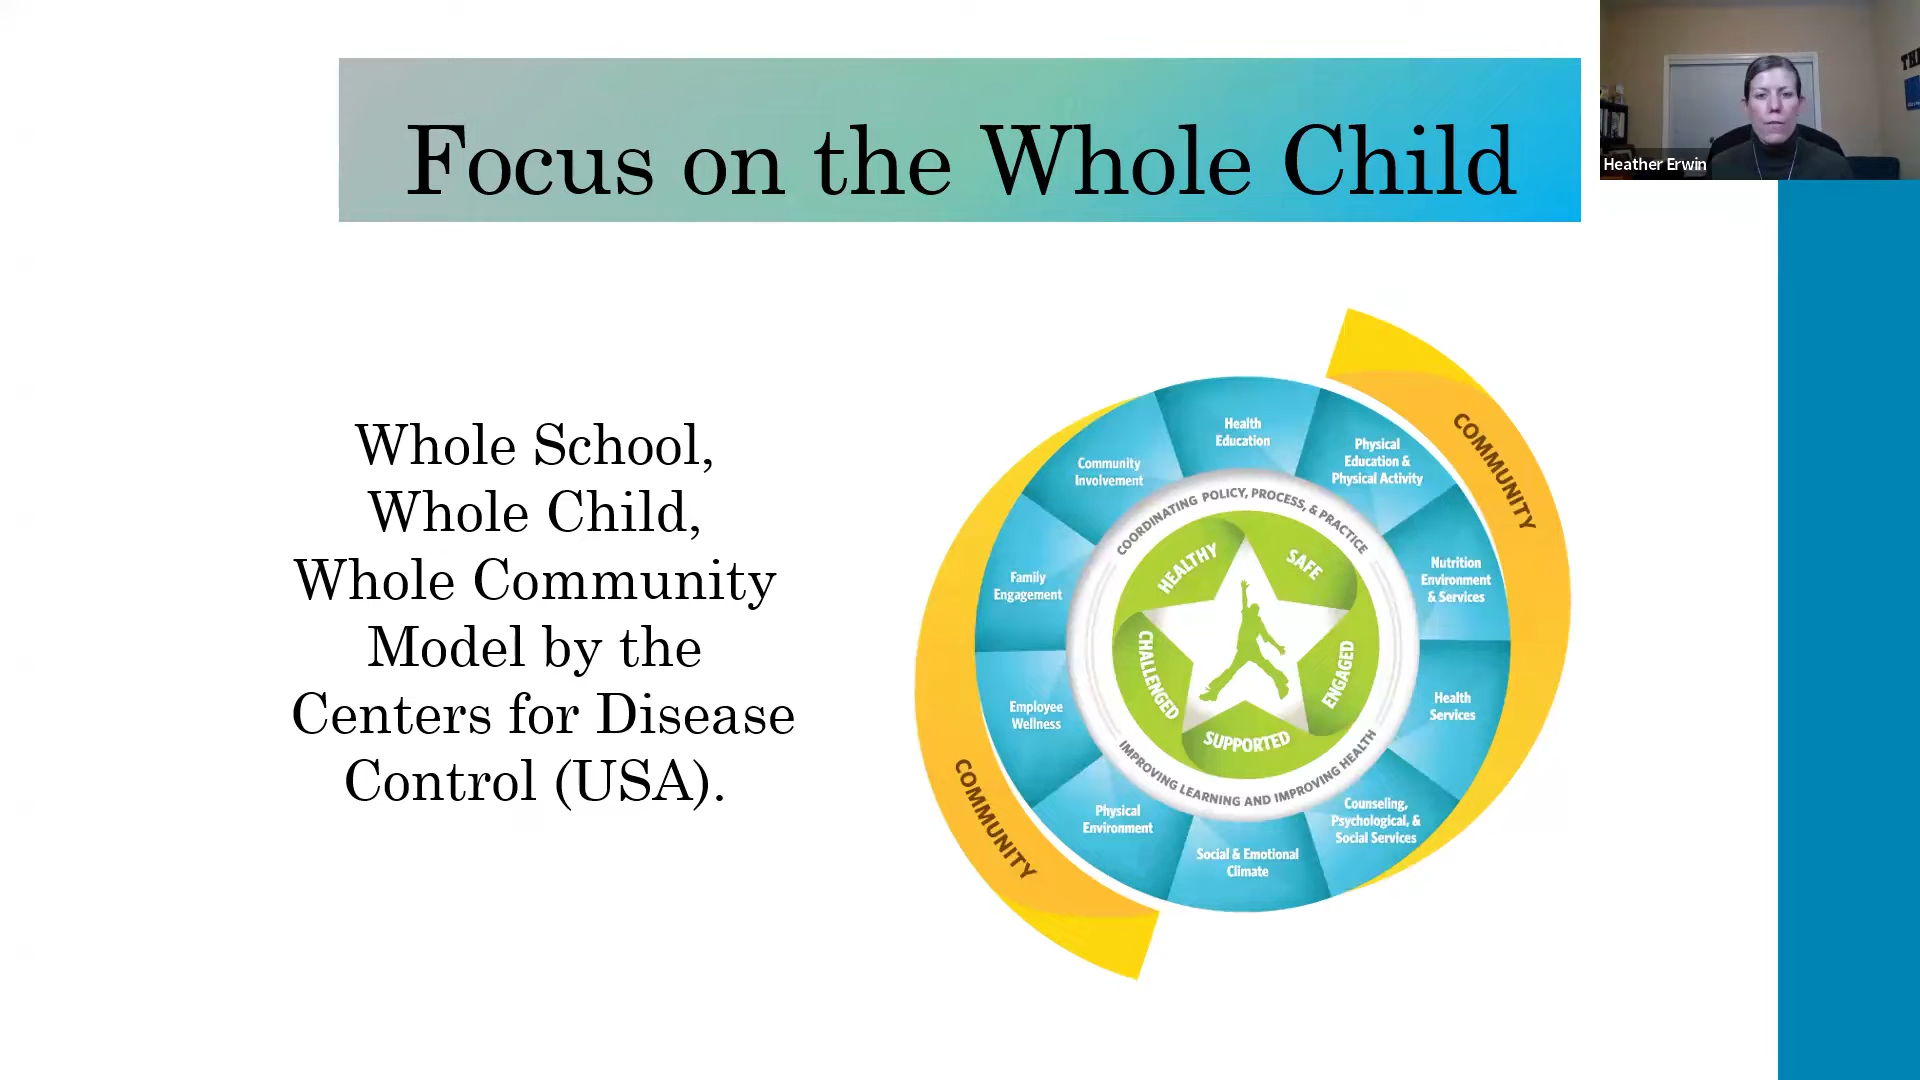 Focus on the Whole Child
Heather Erwin
Whole School,
Whole Child,
Whole Community
Model by the
Centers for Disease
Control (USA).
COMMUNITY
Health
Education
Physical
Education &
Physical Activity
Nutrition
Environment
& Services
Health
Services
Counseling,
Psychological, &
Social Services
Social & Emotional
Climate
Physical
Environment
Employee
Wellness
Family
Engagement
Community
Involvement
COORDINATING POLICY, PROCESS, & PRACTICE
IMPROVING LEARNING AND IMPROVING HEALTH
HEALTHY
SAFE
ENGAGED
SUPPORTED
CHALLENGED
COMMUNITY